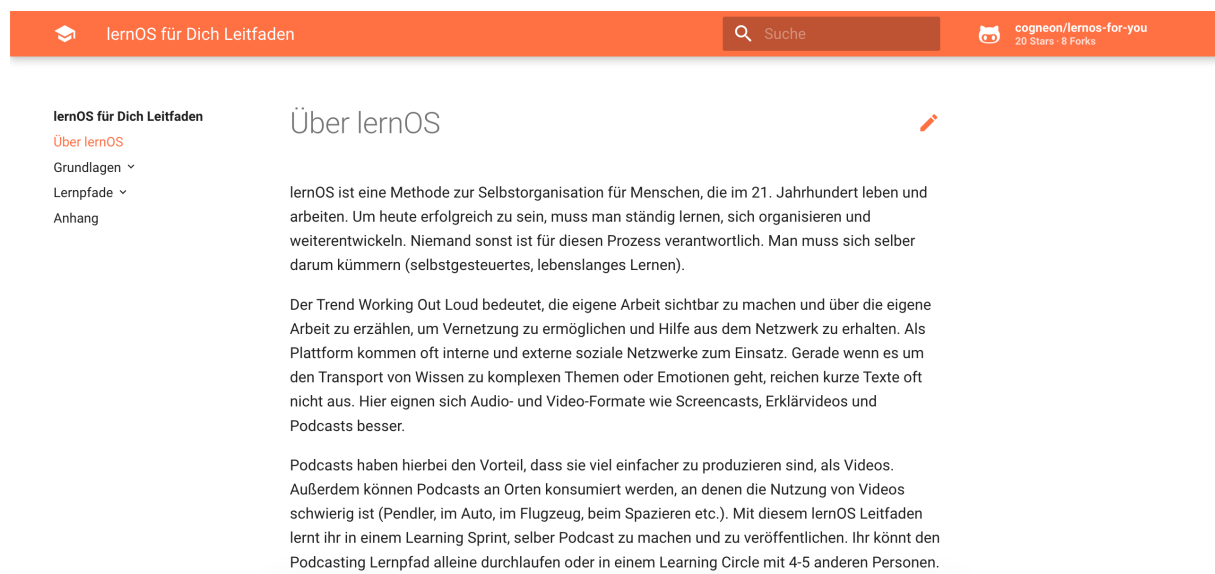 lernOS für Dich Leitfaden
Suche
cogneon/lernos-for-you
20 Stars · 8 Forks
lernOS für Dich Leitfaden
Über lernOS
Grundlagen
Lernpfade
Anhang
Über lernOS
lernOS ist eine Methode zur Selbstorganisation für Menschen, die im 21. Jahrhundert leben und
arbeiten. Um heute erfolgreich zu sein, muss man ständig lernen, sich organisieren und
weiterentwickeln. Niemand sonst ist für diesen Prozess verantwortlich. Man muss sich selber
darum kümmern (selbstgesteuertes, lebenslanges Lernen).
Der Trend Working Out Loud bedeutet, die eigene Arbeit sichtbar zu machen und über die eigene
Arbeit zu erzählen, um Vernetzung zu ermöglichen und Hilfe aus dem Netzwerk zu erhalten. Als
Plattform kommen oft interne und externe soziale Netzwerke zum Einsatz. Gerade wenn es um
den Transport von Wissen zu komplexen Themen oder Emotionen geht, reichen kurze Texte oft
nicht aus. Hier eignen sich Audio- und Video-Formate wie Screencasts, Erklärvideos und
Podcasts besser.
Podcasts haben hierbei den Vorteil, dass sie viel einfacher zu produzieren sind, als Videos.
Außerdem können Podcasts an Orten konsumiert werden, an denen die Nutzung von Videos
schwierig ist (Pendler, im Auto, im Flugzeug, beim Spazieren etc.). Mit diesem lernOS Leitfaden
lernt ihr in einem Learning Sprint, selber Podcast zu machen und zu veröffentlichen. Ihr könnt den
Podcasting Lernpfad alleine durchlaufen oder in einem Learning Circle mit 4-5 anderen Personen.